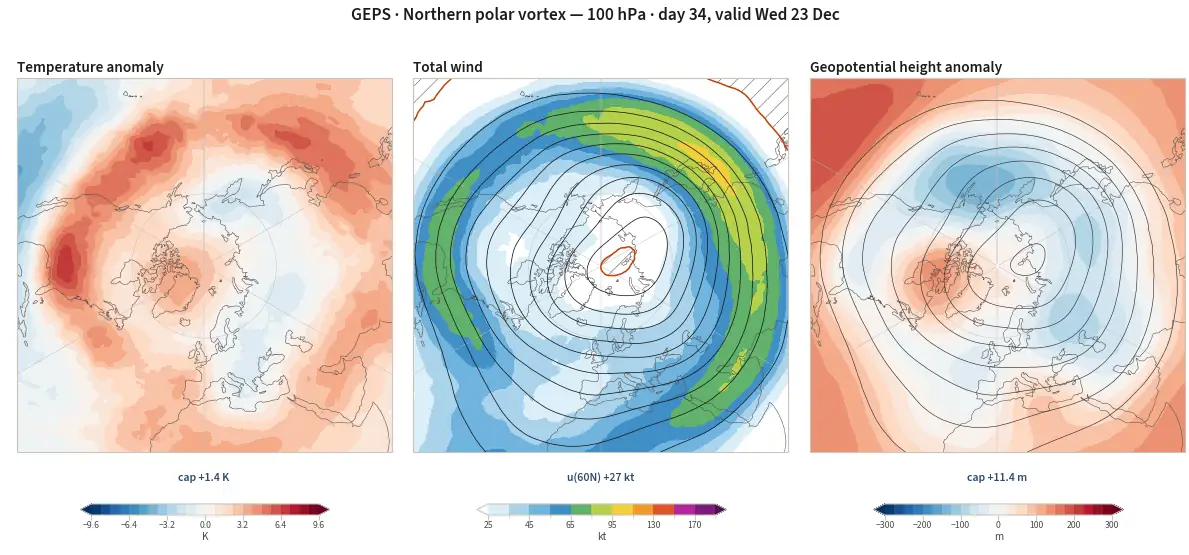 GEPS · Northern polar vortex — 100 hPa · day 34, valid Wed 23 Dec
Temperature anomaly
Total wind
Geopotential height anomaly
cap +1.4 K
u(60N) +27 kt
cap +11.4 m
−9.6 −6.4 −3.2 0.0 3.2 6.4 9.6
K
25 45 65 95 130 170
kt
−300 −200 −100 0 100 200 300
m